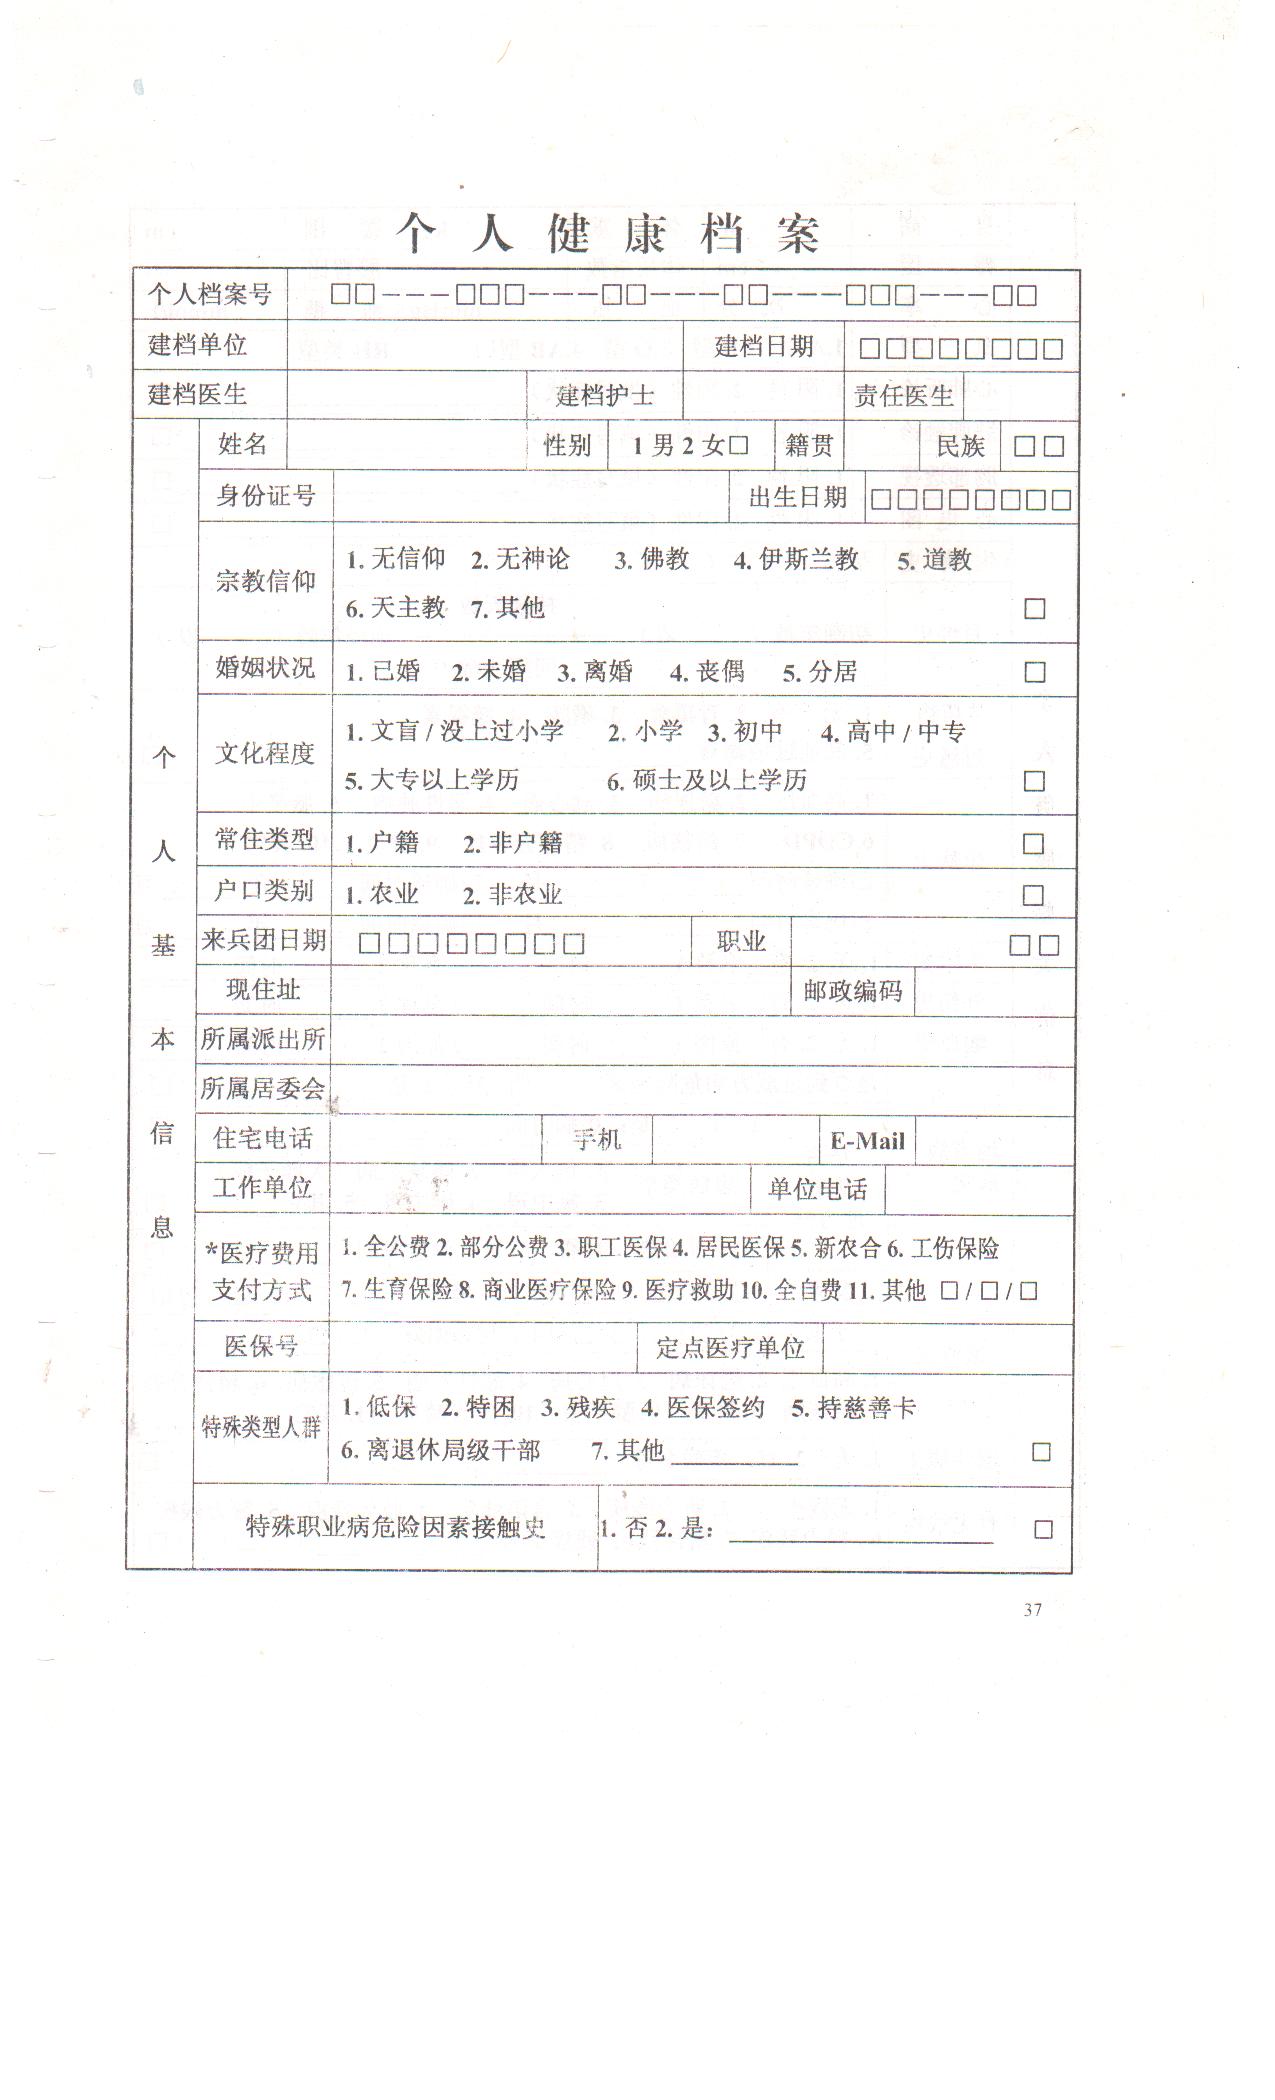 个人健康档案
个人档案号 □□---□□□---□□---□□---□□□---□□
建档单位 建档日期 □□□□□□□□
建档医生 建档护士 责任医生
个人基本信息
姓名 性别 1男2女□ 籍贯 民族 □□
身份证号 出生日期 □□□□□□□□
宗教信仰 1.无信仰 2.无神论 3.佛教 4.伊斯兰教 5.道教
6.天主教 7.其他 □
婚姻状况 1.已婚 2.未婚 3.离婚 4.丧偶 5.分居 □
文化程度 1.文盲/没上过小学 2.小学 3.初中 4.高中/中专
5.大专以上学历 6.硕士及以上学历 □
常住类型 1.户籍 2.非户籍 □
户口类别 1.农业 2.非农业 □
来兵团日期 □□□□□□□□ 职业 □□
现住址 邮政编码
所属派出所
所属居委会
住宅电话 手机 E-Mail
工作单位 单位电话
*医疗费用 1.全公费2.部分公费3.职工医保4.居民医保5.新农合6.工伤保险
支付方式 7.生育保险8.商业医疗保险9.医疗救助10.全自费11.其他 □/□/□
医保号 定点医疗单位
特殊类型人群 1.低保 2.特困 3.残疾 4.医保签约 5.持慈善卡
6.离退休局级干部 7.其他__________ □
特殊职业病危险因素接触史 1.否2.是:____________________ □
37